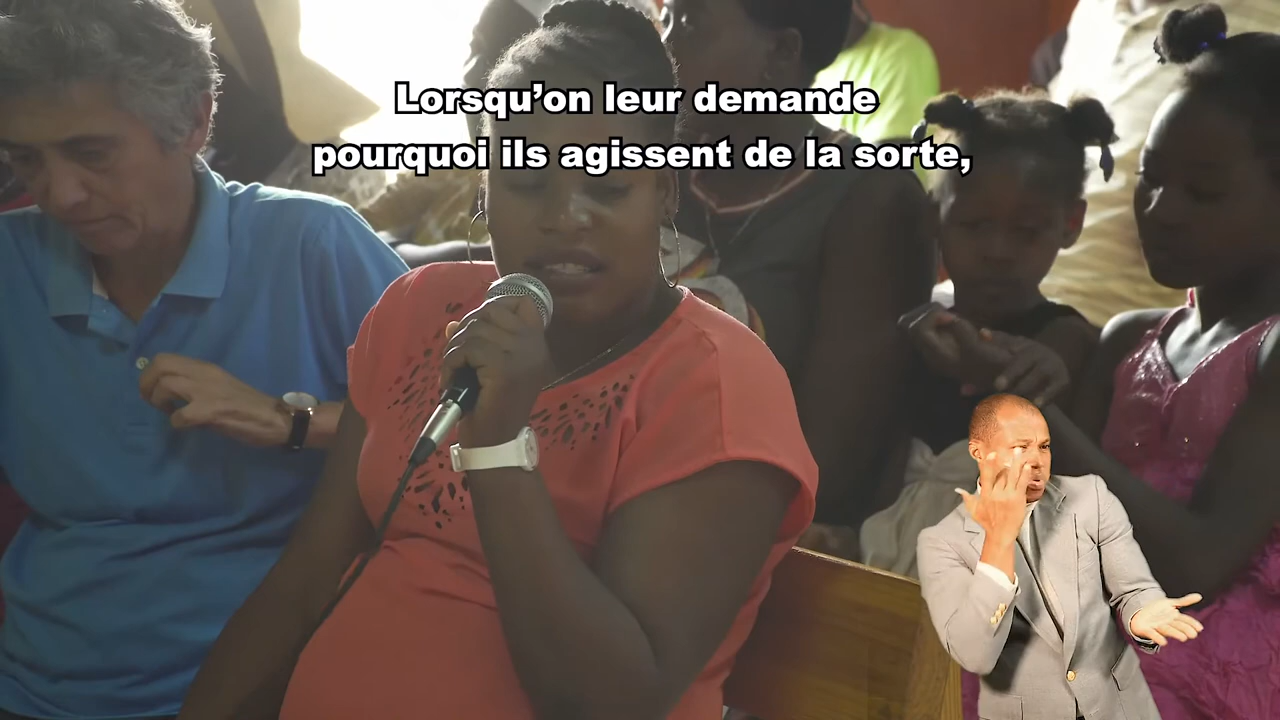 Lorsqu’on leur demande
pourquoi ils agissent de la sorte,